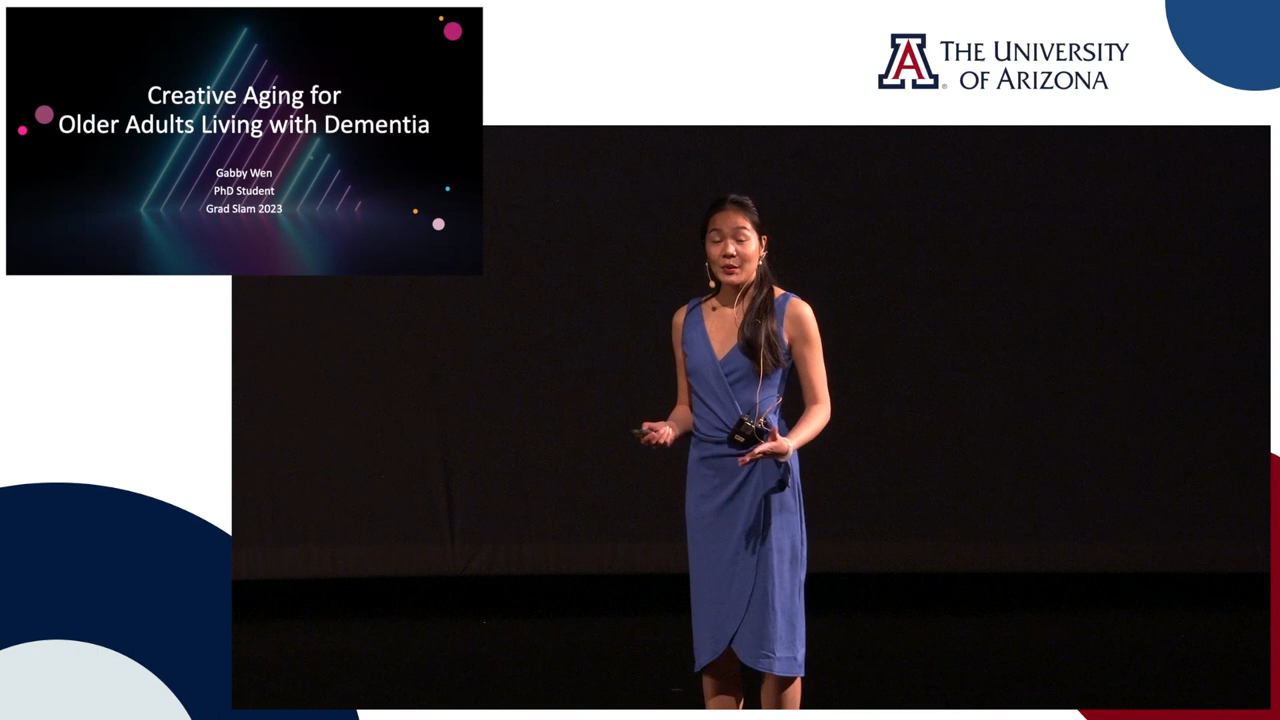 Creative Aging for
Older Adults Living with Dementia
Gabby Wen
PhD Student
Grad Slam 2023
A
THE UNIVERSITY
OF ARIZONA